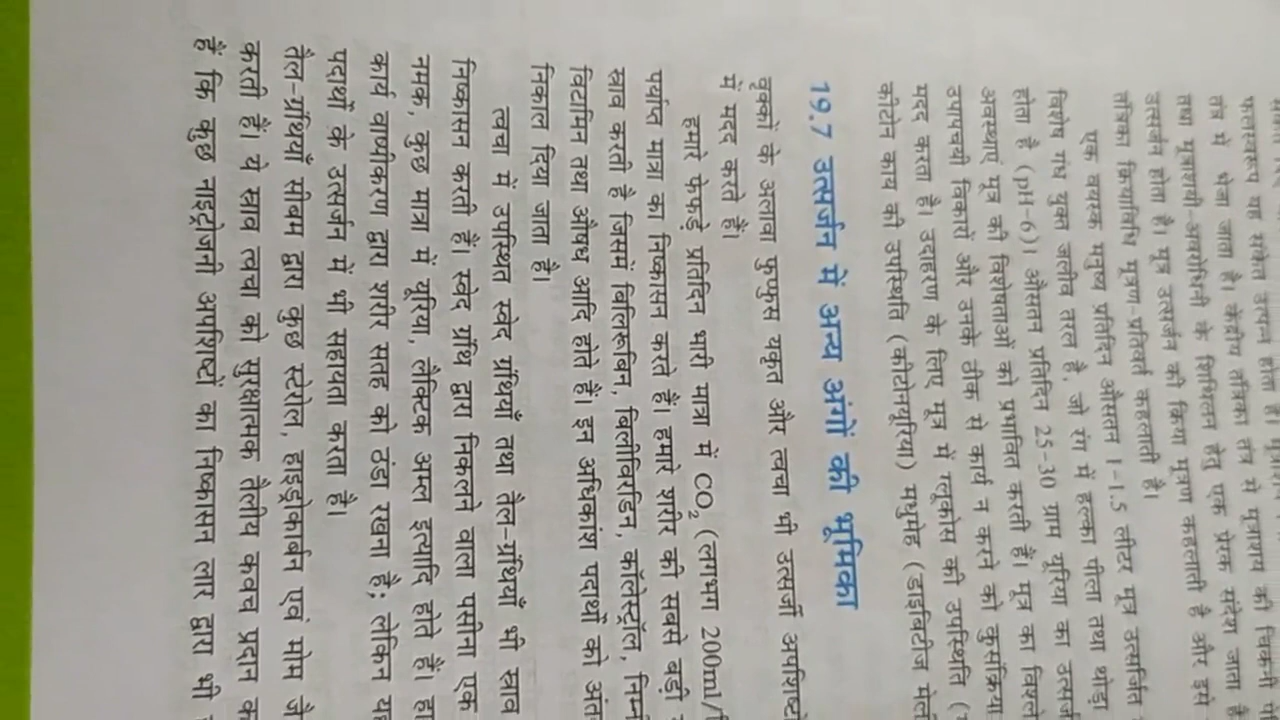 फलस्वरूप यह संकेत उत्पन्न होता है
तंत्र में भेजा जाता है। केंद्रीय तंत्रिका तंत्र से मूत्राशय की चिकनी
तथा मूत्राशयी-अवरोधिनी के शिथिलन हेतु एक प्रेरक संदेश जाता है
उत्सर्जन होता है। मूत्र उत्सर्जन की क्रिया मूत्रण कहलाती है और इसे
तंत्रिका क्रियाविधि मूत्रण-प्रतिवर्त कहलाती है।
एक वयस्क मनुष्य प्रतिदिन औसतन 1-1.5 लीटर मूत्र उत्सर्जित
विशेष गंध युक्त जलीय तरल है, जो रंग में हल्का पीला तथा थोड़ा
होता है (pH-6)। औसतन प्रतिदिन 25-30 ग्राम यूरिया का उत्सर्ज
अवस्थाएं मूत्र की विशेषताओं को प्रभावित करती हैं। मूत्र का विश्ले
उपापचयी विकारों और उनके ठीक से कार्य न करने को कुसंक्रिया
मदद करता है। उदाहरण के लिए मूत्र में ग्लुकोस की उपस्थिति
कीटोन काय की उपस्थिति (कीटोनयूरिया) मधुमेह (डाइबिटीज मेली
19.7 उत्सर्जन में अन्य अंगों की भूमिका
वृक्कों के अलावा फुप्फुस यकृत और त्वचा भी उत्सर्जी अपशिष्टों
में मदद करते हैं।
हमारे फेफड़े प्रतिदिन भारी मात्रा में CO₂ (लगभग 200ml/
पर्याप्त मात्रा का निष्कासन करते हैं। हमारे शरीर की सबसे बड़ी
स्राव करती है जिसमें बिलिरूबिन, बिलीविरडिन, कॉलेस्ट्रॉल, निम्न
विटामिन तथा औषध आदि होते हैं। इन अधिकांश पदार्थों को अंत
निकाल दिया जाता है।
त्वचा में उपस्थित स्वेद ग्रंथियाँ तथा तैल-ग्रंथियाँ भी स्राव
निष्कासन करती हैं। स्वेद ग्रंथि द्वारा निकलने वाला पसीना एक
नमक, कुछ मात्रा में यूरिया, लैक्टिक अम्ल इत्यादि होते हैं। हा
कार्य वाष्पीकरण द्वारा शरीर सतह को ठंडा रखना है; लेकिन यह
पदार्थों के उत्सर्जन में भी सहायता करता है।
तैल-ग्रंथियाँ सीबम द्वारा कुछ स्टेरोल, हाइड्रोकार्बन एवं मोम जै
करती हैं। ये स्राव त्वचा को सुरक्षात्मक तैलीय कवच प्रदान क
हैं कि कुछ नाइट्रोजनी अपशिष्टों का निष्कासन लार द्वारा भी